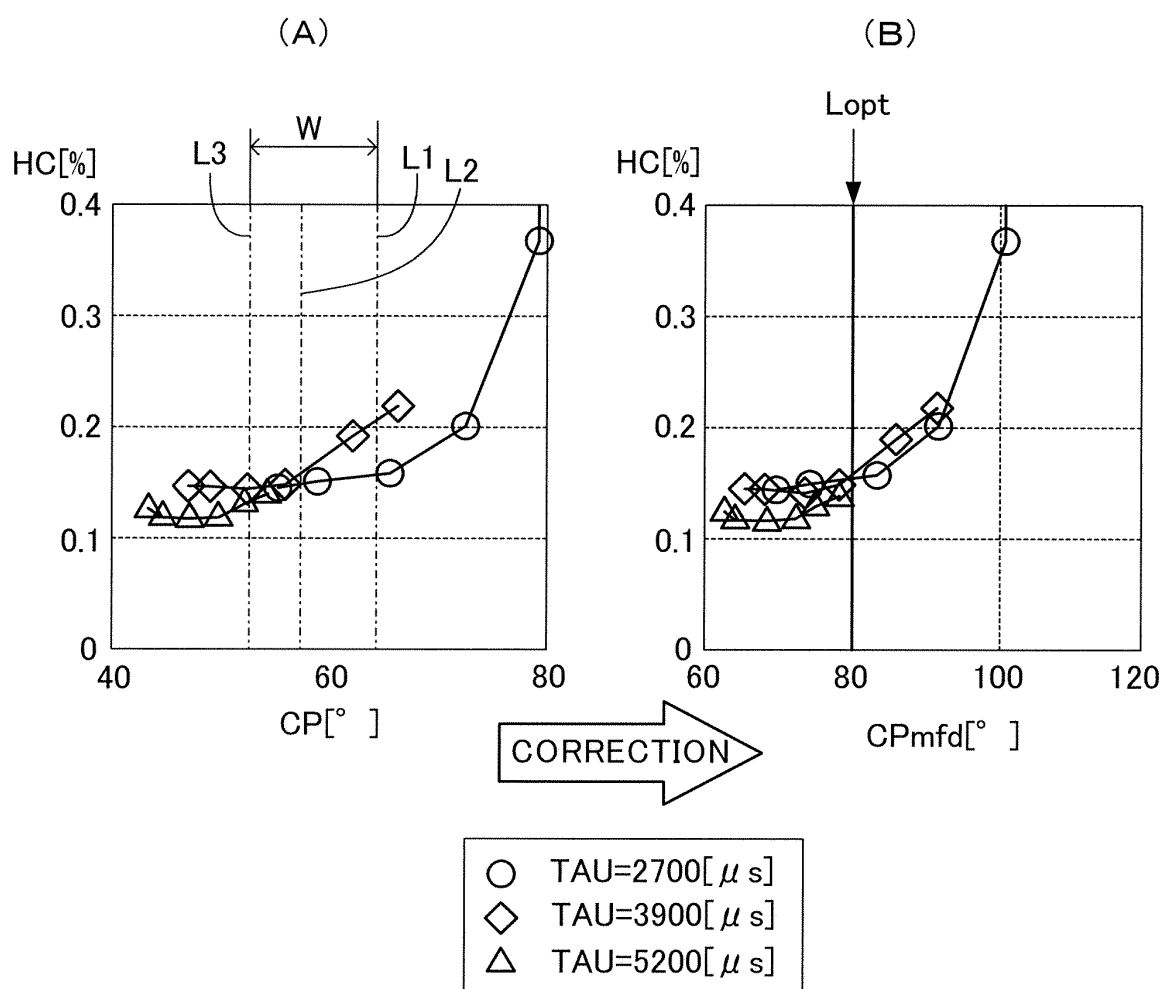 (A)
(B)
Lopt
W
HC[%]
L3
L1
L2
HC[%]
0.4
0.3
0.2
0.1
0
40
60
80
CP[° ]
0.4
0.3
0.2
0.1
0
60
80
100
120
CPmfd[° ]
CORRECTION
TAU=2700[μs]
TAU=3900[μs]
TAU=5200[μs]